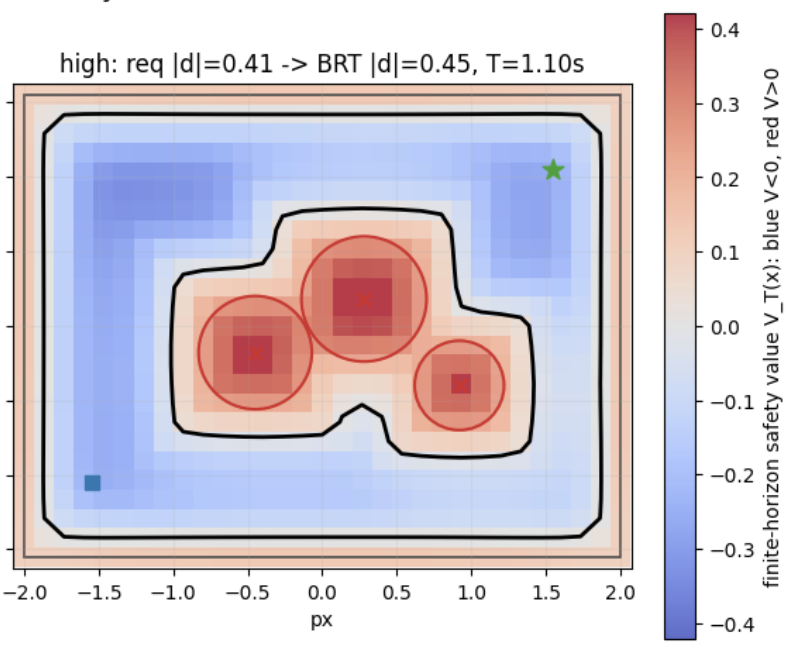 high: req |d|=0.41 -> BRT |d|=0.45, T=1.10s
0.4
0.3
0.2
0.1
0.0
−0.1
−0.2
−0.3
−0.4
finite-horizon safety value V_T(x): blue V<0, red V>0
−2.0 −1.5 −1.0 −0.5 0.0 0.5 1.0 1.5 2.0
px